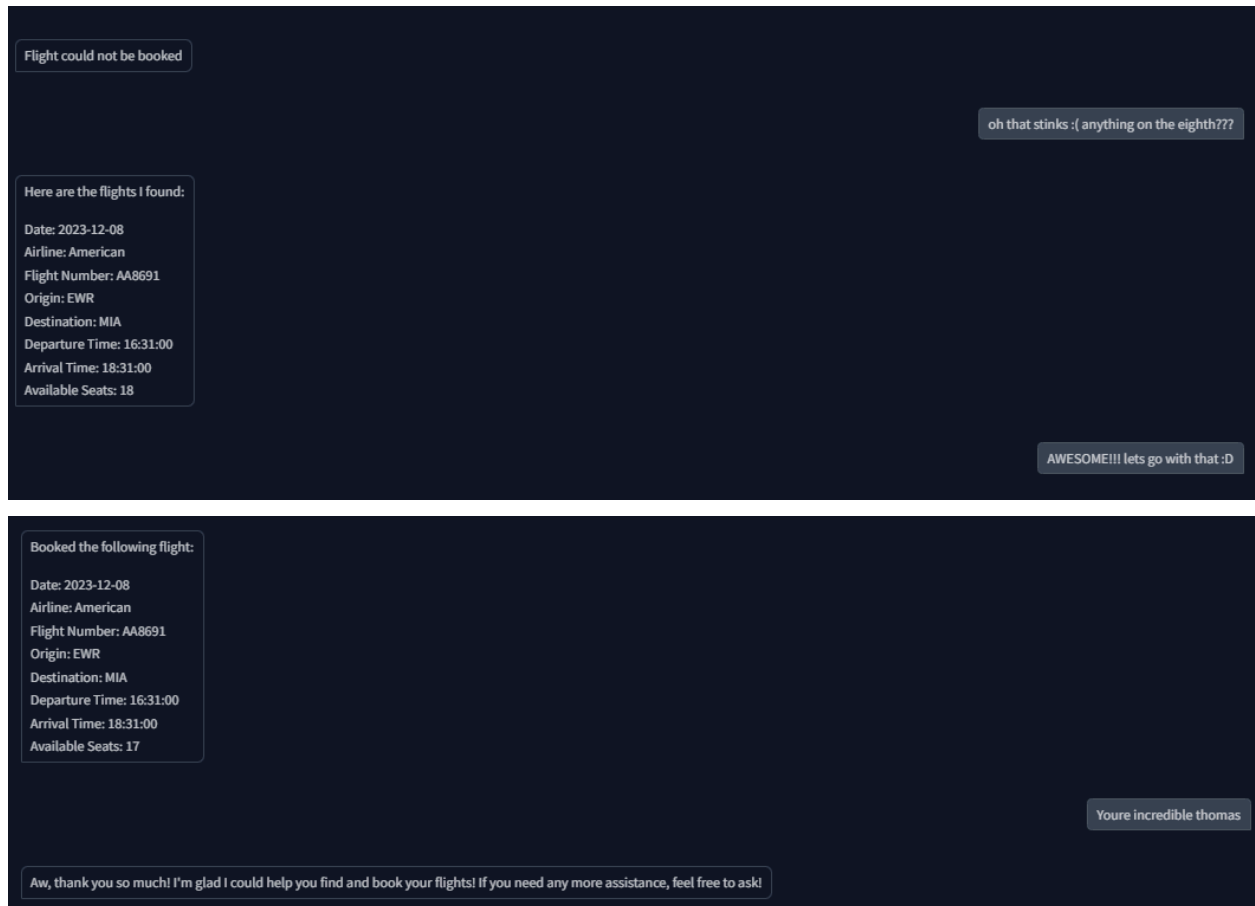 Flight could not be booked
oh that stinks :( anything on the eighth???
Here are the flights I found:
Date: 2023-12-08
Airline: American
Flight Number: AA8691
Origin: EWR
Destination: MIA
Departure Time: 16:31:00
Arrival Time: 18:31:00
Available Seats: 18
AWESOME!!! lets go with that :D
Booked the following flight:
Date: 2023-12-08
Airline: American
Flight Number: AA8691
Origin: EWR
Destination: MIA
Departure Time: 16:31:00
Arrival Time: 18:31:00
Available Seats: 17
Youre incredible thomas
Aw, thank you so much! I'm glad I could help you find and book your flights! If you need any more assistance, feel free to ask!